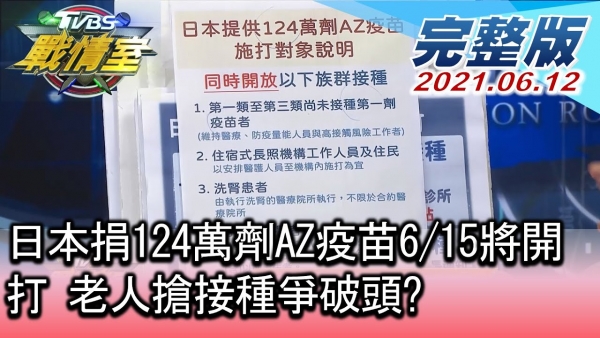 TVBS
戰情室
完整版
2021.06.12
日本提供124萬劑AZ疫苗
施打對象說明
同時開放以下族群接種
1. 第一類至第三類尚未接種第一劑
疫苗者
(維持醫療、防疫量能人員與高接觸風險工作者)
2. 住宿式長照機構工作人員及住民
以安排醫護人員至機構內施打為宜
3. 洗腎患者
由執行洗腎的醫療院所執行，不限於合約醫
療院所
種
診所
日本捐124萬劑AZ疫苗6/15將開
打 老人搶接種爭破頭?